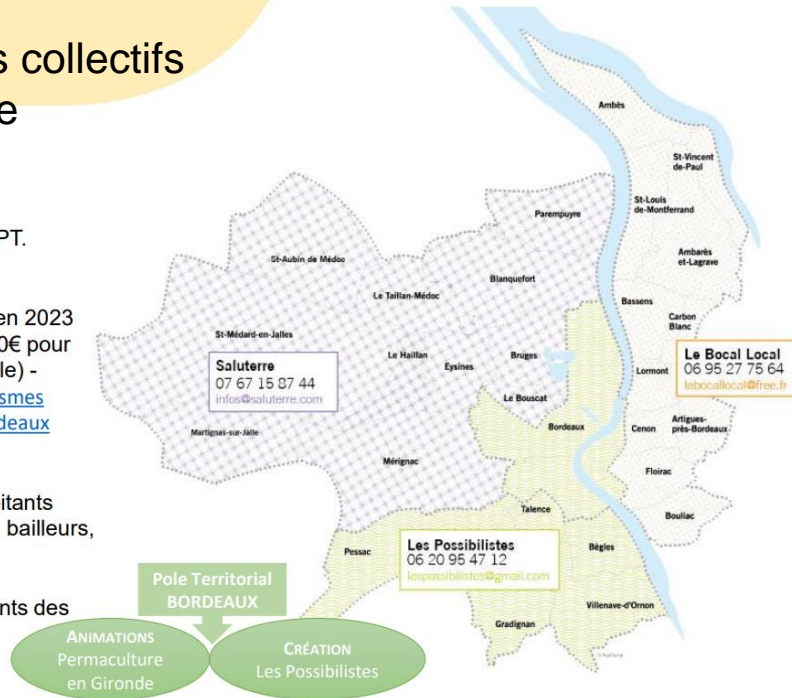 s collectifs
e
PT.
en 2023
0€ pour
le) -
ismes
deaux
bitants
bailleurs,
nts des
Pole Territorial
BORDEAUX
ANIMATIONS
Permaculture
en Gironde
CRÉATION
Les Possibilistes
Ambès
St-Vincent
de-Paul
St-Louis
de-Montferrand
Parempuyre
Ambarès
et-Lagrave
St-Aubin de Médoc
Blanquefort
Le Taillan-Médoc
Bassens
Carbon
Blanc
St-Médard-en-Jalles
Le Haillan
Eysines
Bruges
Lormont
Saluterre
07 67 15 87 44
infos@saluterre.com
Le Bocal Local
06 95 27 75 64
lebocallocal@free.fr
Le Bouscat
Martignas-sur-Jalle
Bordeaux
Cenon
Artigues-
près-Bordeaux
Mérignac
Floirac
Talence
Bouliac
Pessac
Les Possibilistes
06 20 95 47 12
lespossibilistes@gmail.com
Bègles
Villenave-d'Ornon
Gradignan